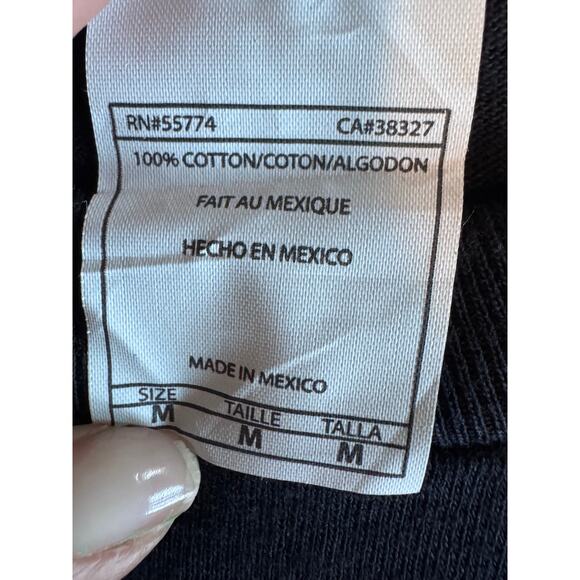 RN#55774 CA#38327
100% COTTON/COTON/ALGODON
FAIT AU MEXIQUE
HECHO EN MEXICO
MADE IN MEXICO
SIZE TAILLE TALLA
M M M